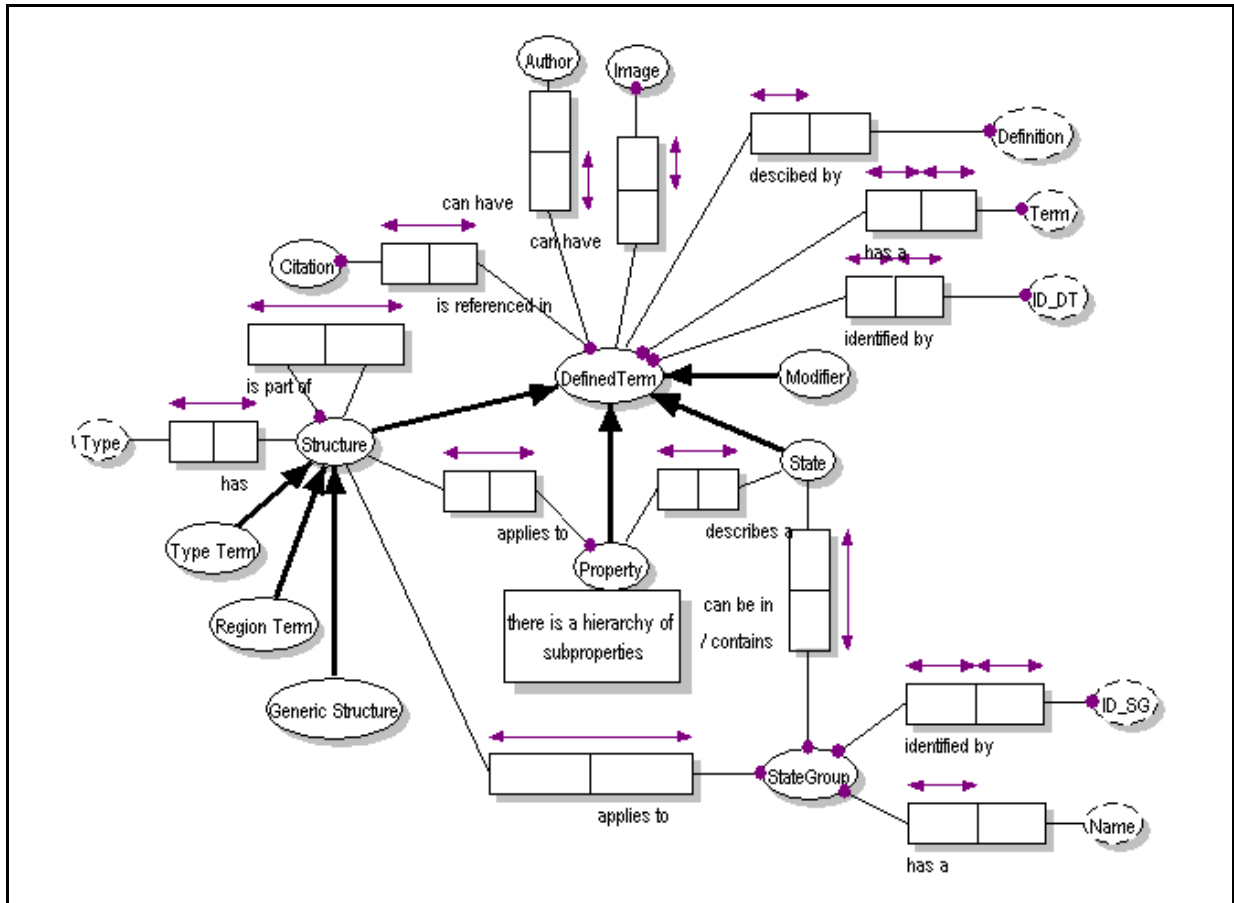 Author
Image
Definition
descibed by
can have
Term
can have
has a
Citation
ID_DT
is referenced in
identified by
DefinedTerm
Modifier
is part of
Type
Structure
State
has
applies to
describes a
Type Term
Property
can be in
/ contains
there is a hierarchy of
subproperties
Region Term
Generic Structure
ID_SG
identified by
StateGroup
applies to
Name
has a